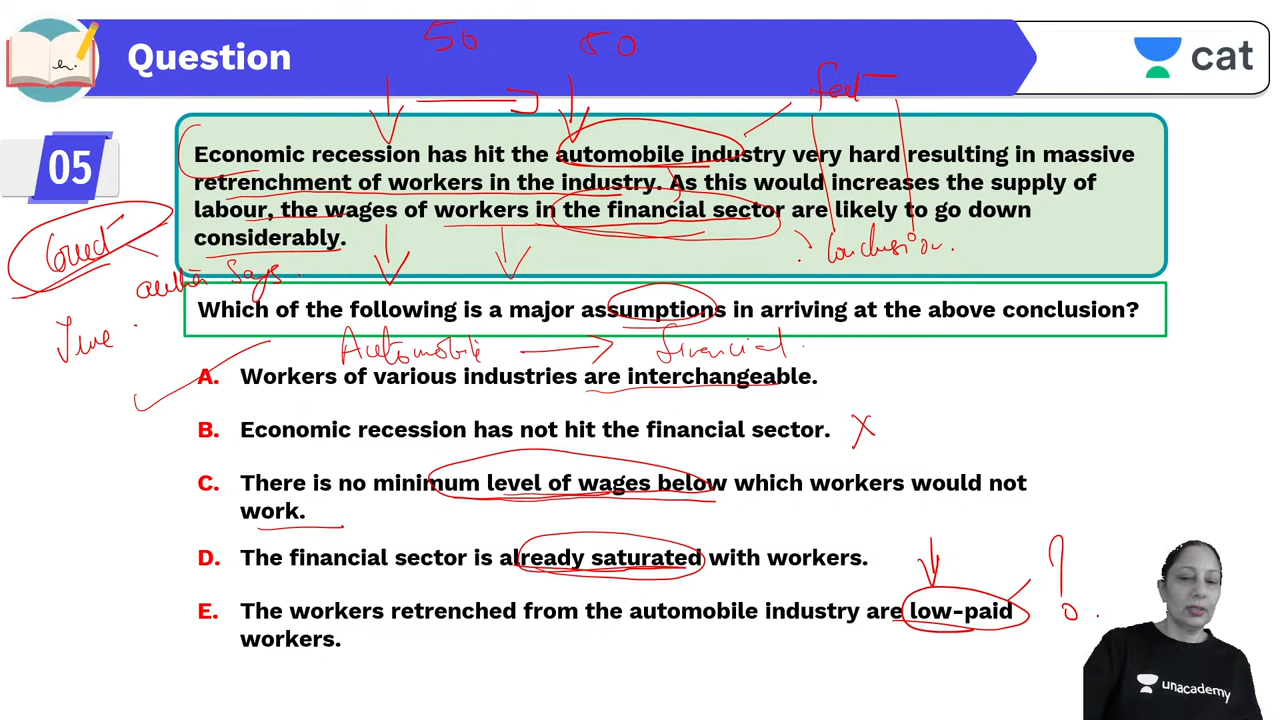 50 50
Question
cat
fact
05
Economic recession has hit the automobile industry very hard resulting in massive
retrenchment of workers in the industry. As this would increases the supply of
labour, the wages of workers in the financial sector are likely to go down
considerably.
Conclusion.
author says.
True.
Which of the following is a major assumptions in arriving at the above conclusion?
Automobile financial.
A. Workers of various industries are interchangeable.
B. Economic recession has not hit the financial sector. X
C. There is no minimum level of wages below which workers would not
work.
D. The financial sector is already saturated with workers.
E. The workers retrenched from the automobile industry are low-paid
workers.
?
unacademy